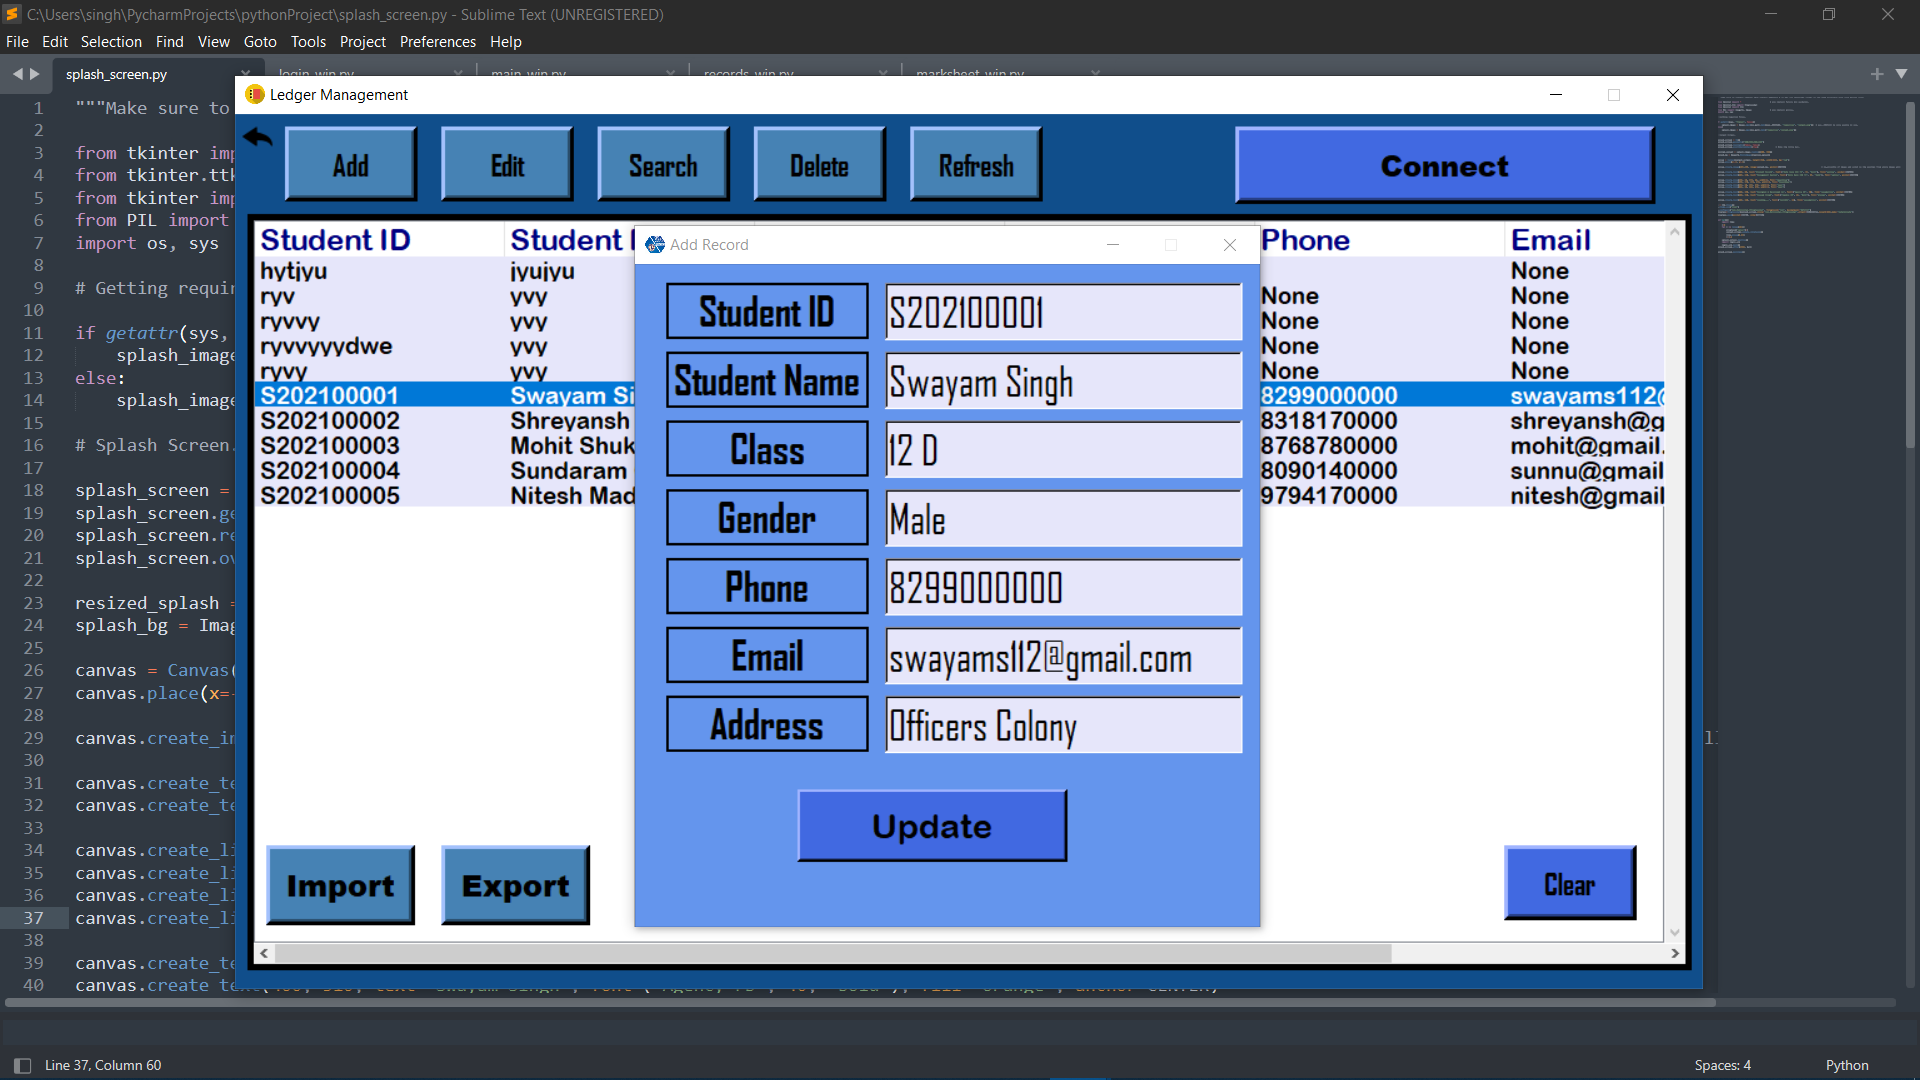 C:\Users\singh\PycharmProjects\pythonProject\splash_screen.py - Sublime Text (UNREGISTERED)
File Edit Selection Find View Goto Tools Project Preferences Help
splash_screen.py login_win.py main_win.py records_win.py marksheet_win.py
Ledger Management
Add Edit Search Delete Refresh Connect
Student ID Student Phone Email
hytjyu jyujyu None
ryv yvy None None
ryvvy yvy None None
ryvvyyydwe yvy None None
ryvy yvy None None
S202100001 Swayam Si 8299000000 swayams112@
S202100002 Shreyansh 8318170000 shreyansh@g
S202100003 Mohit Shuk 8768780000 mohit@gmail.
S202100004 Sundaram 8090140000 sunnu@gmail
S202100005 Nitesh Mad 9794170000 nitesh@gmail
Import Export Clear
Add Record
Student ID S202100001
Student Name Swayam Singh
Class 12 D
Gender Male
Phone 8299000000
Email swayams112@gmail.com
Address Officers Colony
Update
1 """Make sure to
2
3 from tkinter imp
4 from tkinter.ttk
5 from tkinter imp
6 from PIL import
7 import os, sys
8
9 # Getting requir
10
11 if getattr(sys,
12 splash_image
13 else:
14 splash_image
15
16 # Splash Screen.
17
18 splash_screen =
19 splash_screen.ge
20 splash_screen.re
21 splash_screen.ov
22
23 resized_splash =
24 splash_bg = Imag
25
26 canvas = Canvas(
27 canvas.place(x=-
28
29 canvas.create_im
30
31 canvas.create_te
32 canvas.create_te
33
34 canvas.create_li
35 canvas.create_li
36 canvas.create_li
37 canvas.create_li
38
39 canvas.create_te
40 canvas.create_te
Line 37, Column 60 Spaces: 4 Python